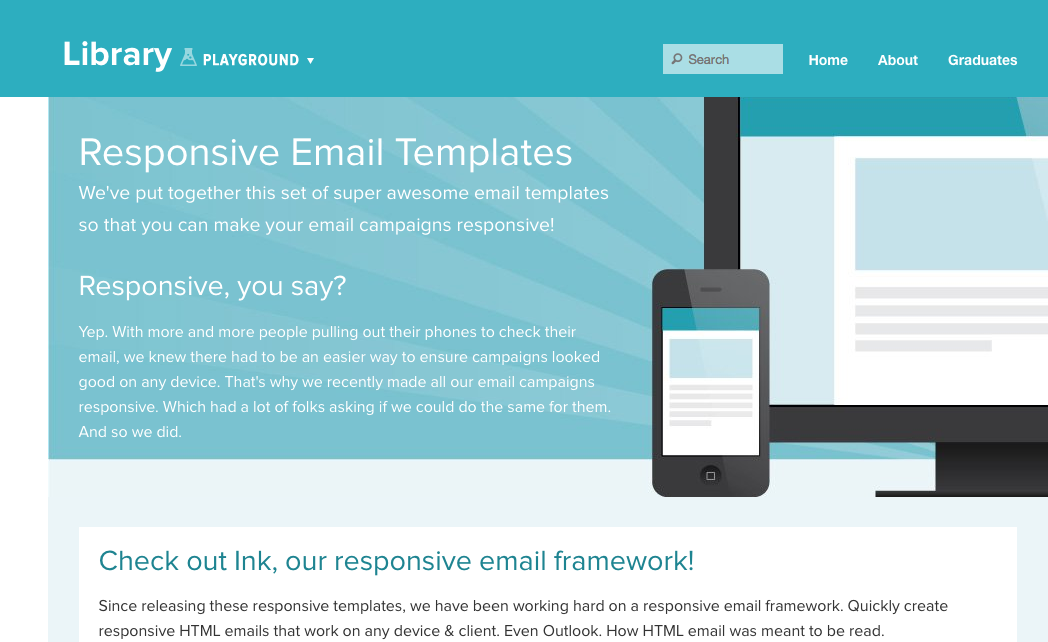 Library PLAYGROUND ▼ Search Home About Graduates
Responsive Email Templates
We've put together this set of super awesome email templates
so that you can make your email campaigns responsive!
Responsive, you say?
Yep. With more and more people pulling out their phones to check their
email, we knew there had to be an easier way to ensure campaigns looked
good on any device. That's why we recently made all our email campaigns
responsive. Which had a lot of folks asking if we could do the same for them.
And so we did.
Check out Ink, our responsive email framework!
Since releasing these responsive templates, we have been working hard on a responsive email framework. Quickly create
responsive HTML emails that work on any device & client. Even Outlook. How HTML email was meant to be read.